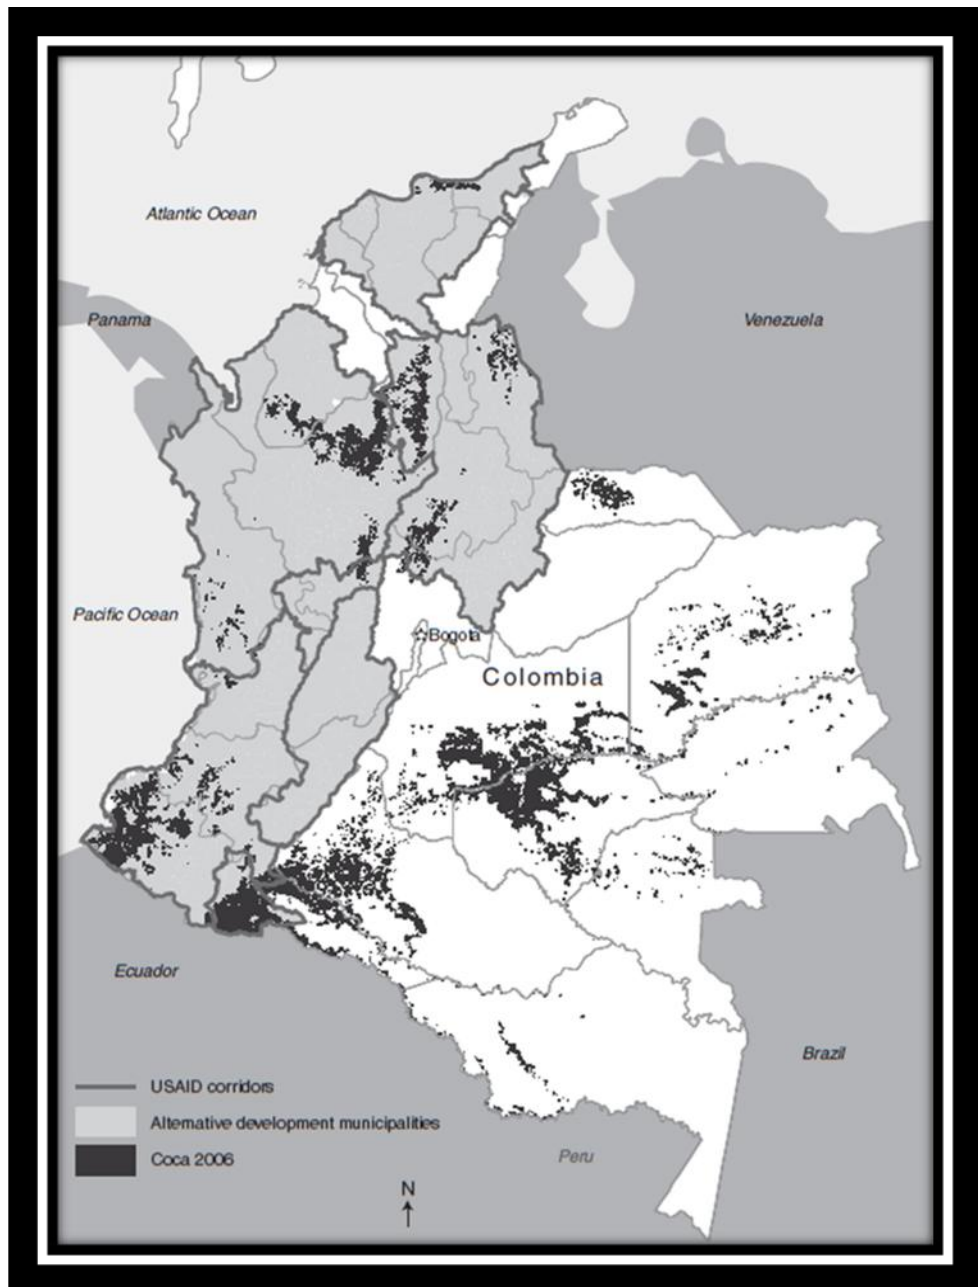 Atlantic Ocean
Panama
Venezuela
Pacific Ocean
Bogota
Colombia
Ecuador
Brazil
USAID corridors
Alternative development municipalities
Coca 2006
Peru
N